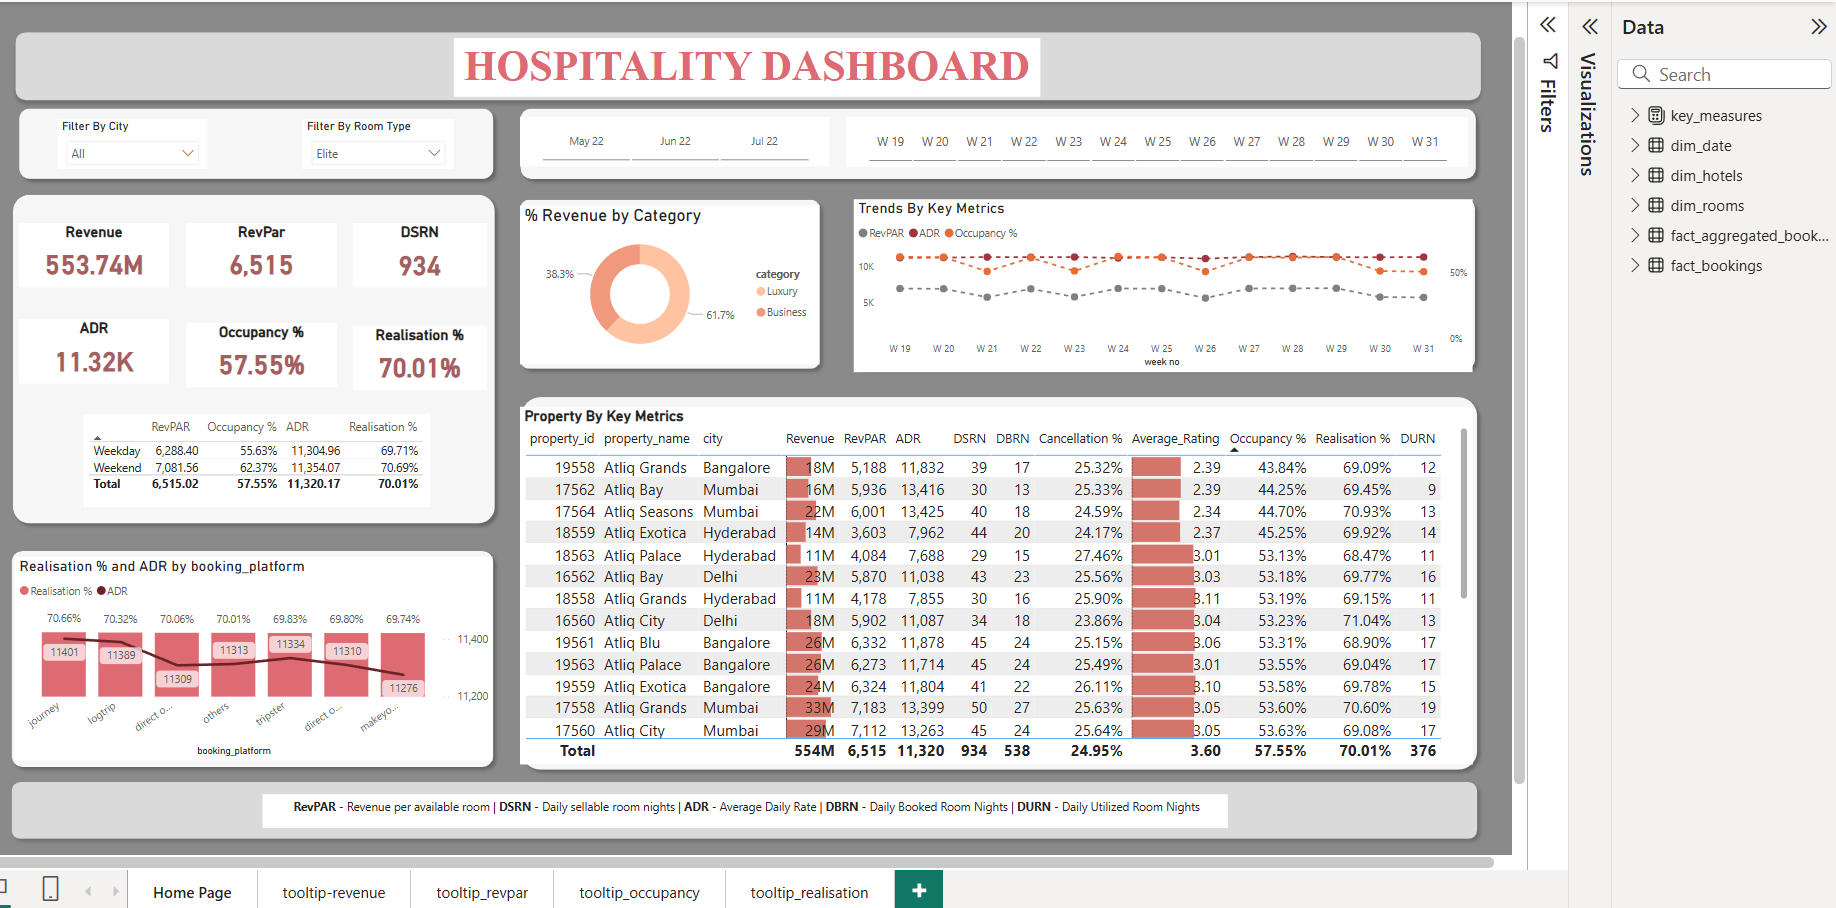 HOSPITALITY DASHBOARD
Filter By City
All
Filter By Room Type
Elite
May 22 Jun 22 Jul 22
W 19 W 20 W 21 W 22 W 23 W 24 W 25 W 26 W 27 W 28 W 29 W 30 W 31
Revenue
553.74M
RevPar
6,515
DSRN
934
ADR
11.32K
Occupancy %
57.55%
Realisation %
70.01%
RevPAR Occupancy % ADR Realisation %
Weekday 6,288.40 55.63% 11,304.96 69.71%
Weekend 7,081.56 62.37% 11,354.07 70.69%
Total 6,515.02 57.55% 11,320.17 70.01%
% Revenue by Category
38.3%
61.7%
category
Luxury
Business
Trends By Key Metrics
RevPAR ADR Occupancy %
10K
5K
50%
0%
W 19 W 20 W 21 W 22 W 23 W 24 W 25 W 26 W 27 W 28 W 29 W 30 W 31
week no
Realisation % and ADR by booking_platform
Realisation % ADR
70.66% 70.32% 70.06% 70.01% 69.83% 69.80% 69.74%
11401 11389 11309 11313 11334 11310 11276
11,400
11,200
journey logtrip direct o... others tripster direct o... makeyo...
booking_platform
Property By Key Metrics
property_id property_name city Revenue RevPAR ADR DSRN DBRN Cancellation % Average_Rating Occupancy % Realisation % DURN
19558 Atliq Grands Bangalore 18M 5,188 11,832 39 17 25.32% 2.39 43.84% 69.09% 12
17562 Atliq Bay Mumbai 16M 5,936 13,416 30 13 25.33% 2.39 44.25% 69.45% 9
17564 Atliq Seasons Mumbai 22M 6,001 13,425 40 18 24.59% 2.34 44.70% 70.93% 13
18559 Atliq Exotica Hyderabad 14M 3,603 7,962 44 20 24.17% 2.37 45.25% 69.92% 14
18563 Atliq Palace Hyderabad 11M 4,084 7,688 29 15 27.46% 3.01 53.13% 68.47% 11
16562 Atliq Bay Delhi 23M 5,870 11,038 43 23 25.56% 3.03 53.18% 69.77% 16
18558 Atliq Grands Hyderabad 11M 4,178 7,855 30 16 25.90% 3.11 53.19% 69.15% 11
16560 Atliq City Delhi 18M 5,902 11,087 34 18 23.86% 3.04 53.23% 71.04% 13
19561 Atliq Blu Bangalore 26M 6,332 11,878 45 24 25.15% 3.06 53.31% 68.90% 17
19563 Atliq Palace Bangalore 26M 6,273 11,714 45 24 25.49% 3.01 53.55% 69.04% 17
19559 Atliq Exotica Bangalore 24M 6,324 11,804 41 22 26.11% 3.10 53.58% 69.78% 15
17558 Atliq Grands Mumbai 33M 7,183 13,399 50 27 25.63% 3.05 53.60% 70.60% 19
17560 Atliq City Mumbai 29M 7,112 13,263 45 24 25.64% 3.05 53.63% 69.08% 17
Total 554M 6,515 11,320 934 538 24.95% 3.60 57.55% 70.01% 376
RevPAR - Revenue per available room | DSRN - Daily sellable room nights | ADR - Average Daily Rate | DBRN - Daily Booked Room Nights | DURN - Daily Utilized Room Nights
Home Page tooltip-revenue tooltip_revpar tooltip_occupancy tooltip_realisation
Filters
Visualizations
Data
Search
key_measures
dim_date
dim_hotels
dim_rooms
fact_aggregated_book...
fact_bookings